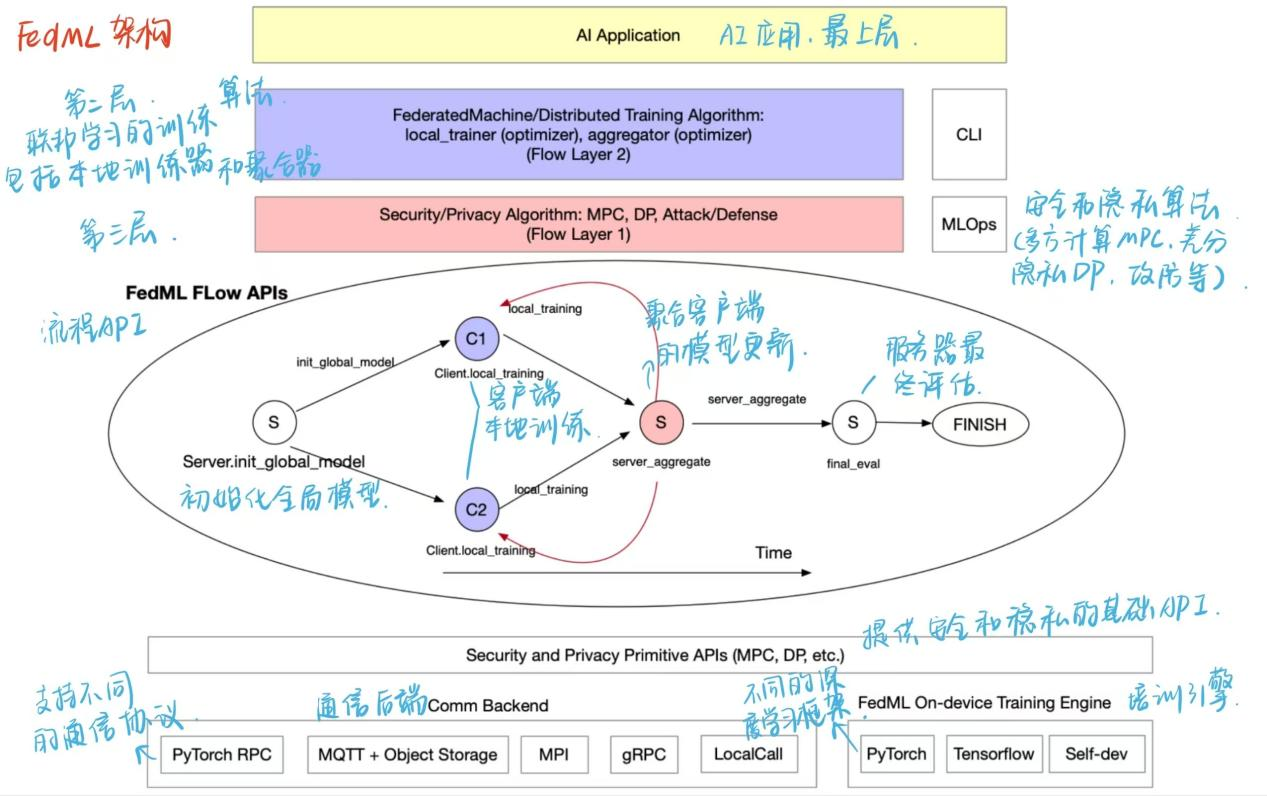 FedML 架构
AI Application
AI 应用. 最上层.
第二层. 算法.
联邦学习的训练
包括本地训练器和聚合器
FederatedMachine/Distributed Training Algorithm:
local_trainer (optimizer), aggregator (optimizer)
(Flow Layer 2)
CLI
第三层.
Security/Privacy Algorithm: MPC, DP, Attack/Defense
(Flow Layer 1)
MLOps
安全和隐私算法.
(多方计算MPC. 差分
隐私DP. 攻防等).
FedML FLow APIs
流程API
local_training
C1
init_global_model
Client.local_training
聚合客户端
的模型更新.
服务器最
终评估.
客户端
本地训练.
server_aggregate
S
S
S
FINISH
Server.init_global_model
server_aggregate
final_eval
初始化全局模型.
local_training
C2
Client.local_training
Time
提供安全和隐私的基础API.
Security and Privacy Primitive APIs (MPC, DP, etc.)
支持不同
的通信协议.
通信后端
Comm Backend
不同的深
度学习框架.
FedML On-device Training Engine
培训引擎.
PyTorch RPC
MQTT + Object Storage
MPI
gRPC
LocalCall
PyTorch
Tensorflow
Self-dev